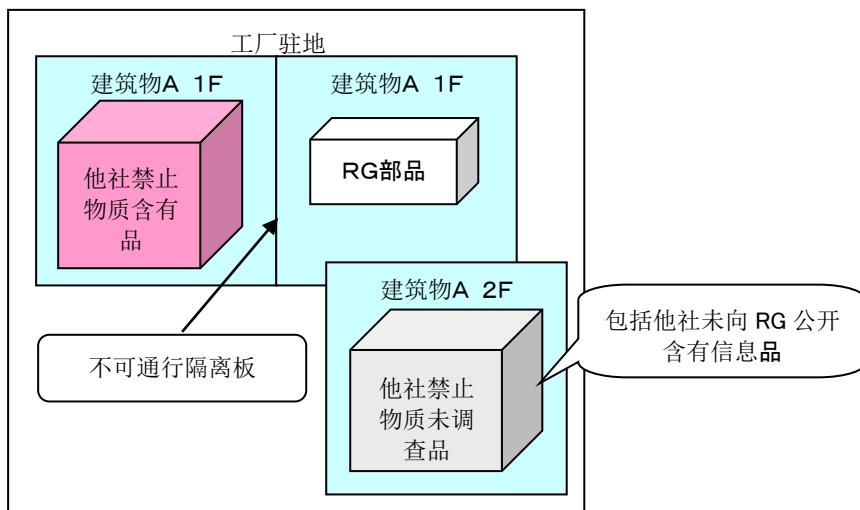 工厂驻地
建筑物A 1F
建筑物A 1F
他社禁止
物质含有
品
RG部品
建筑物A 2F
他社禁止
物质未调
查品
包括他社未向 RG 公开
含有信息品
不可通行隔离板